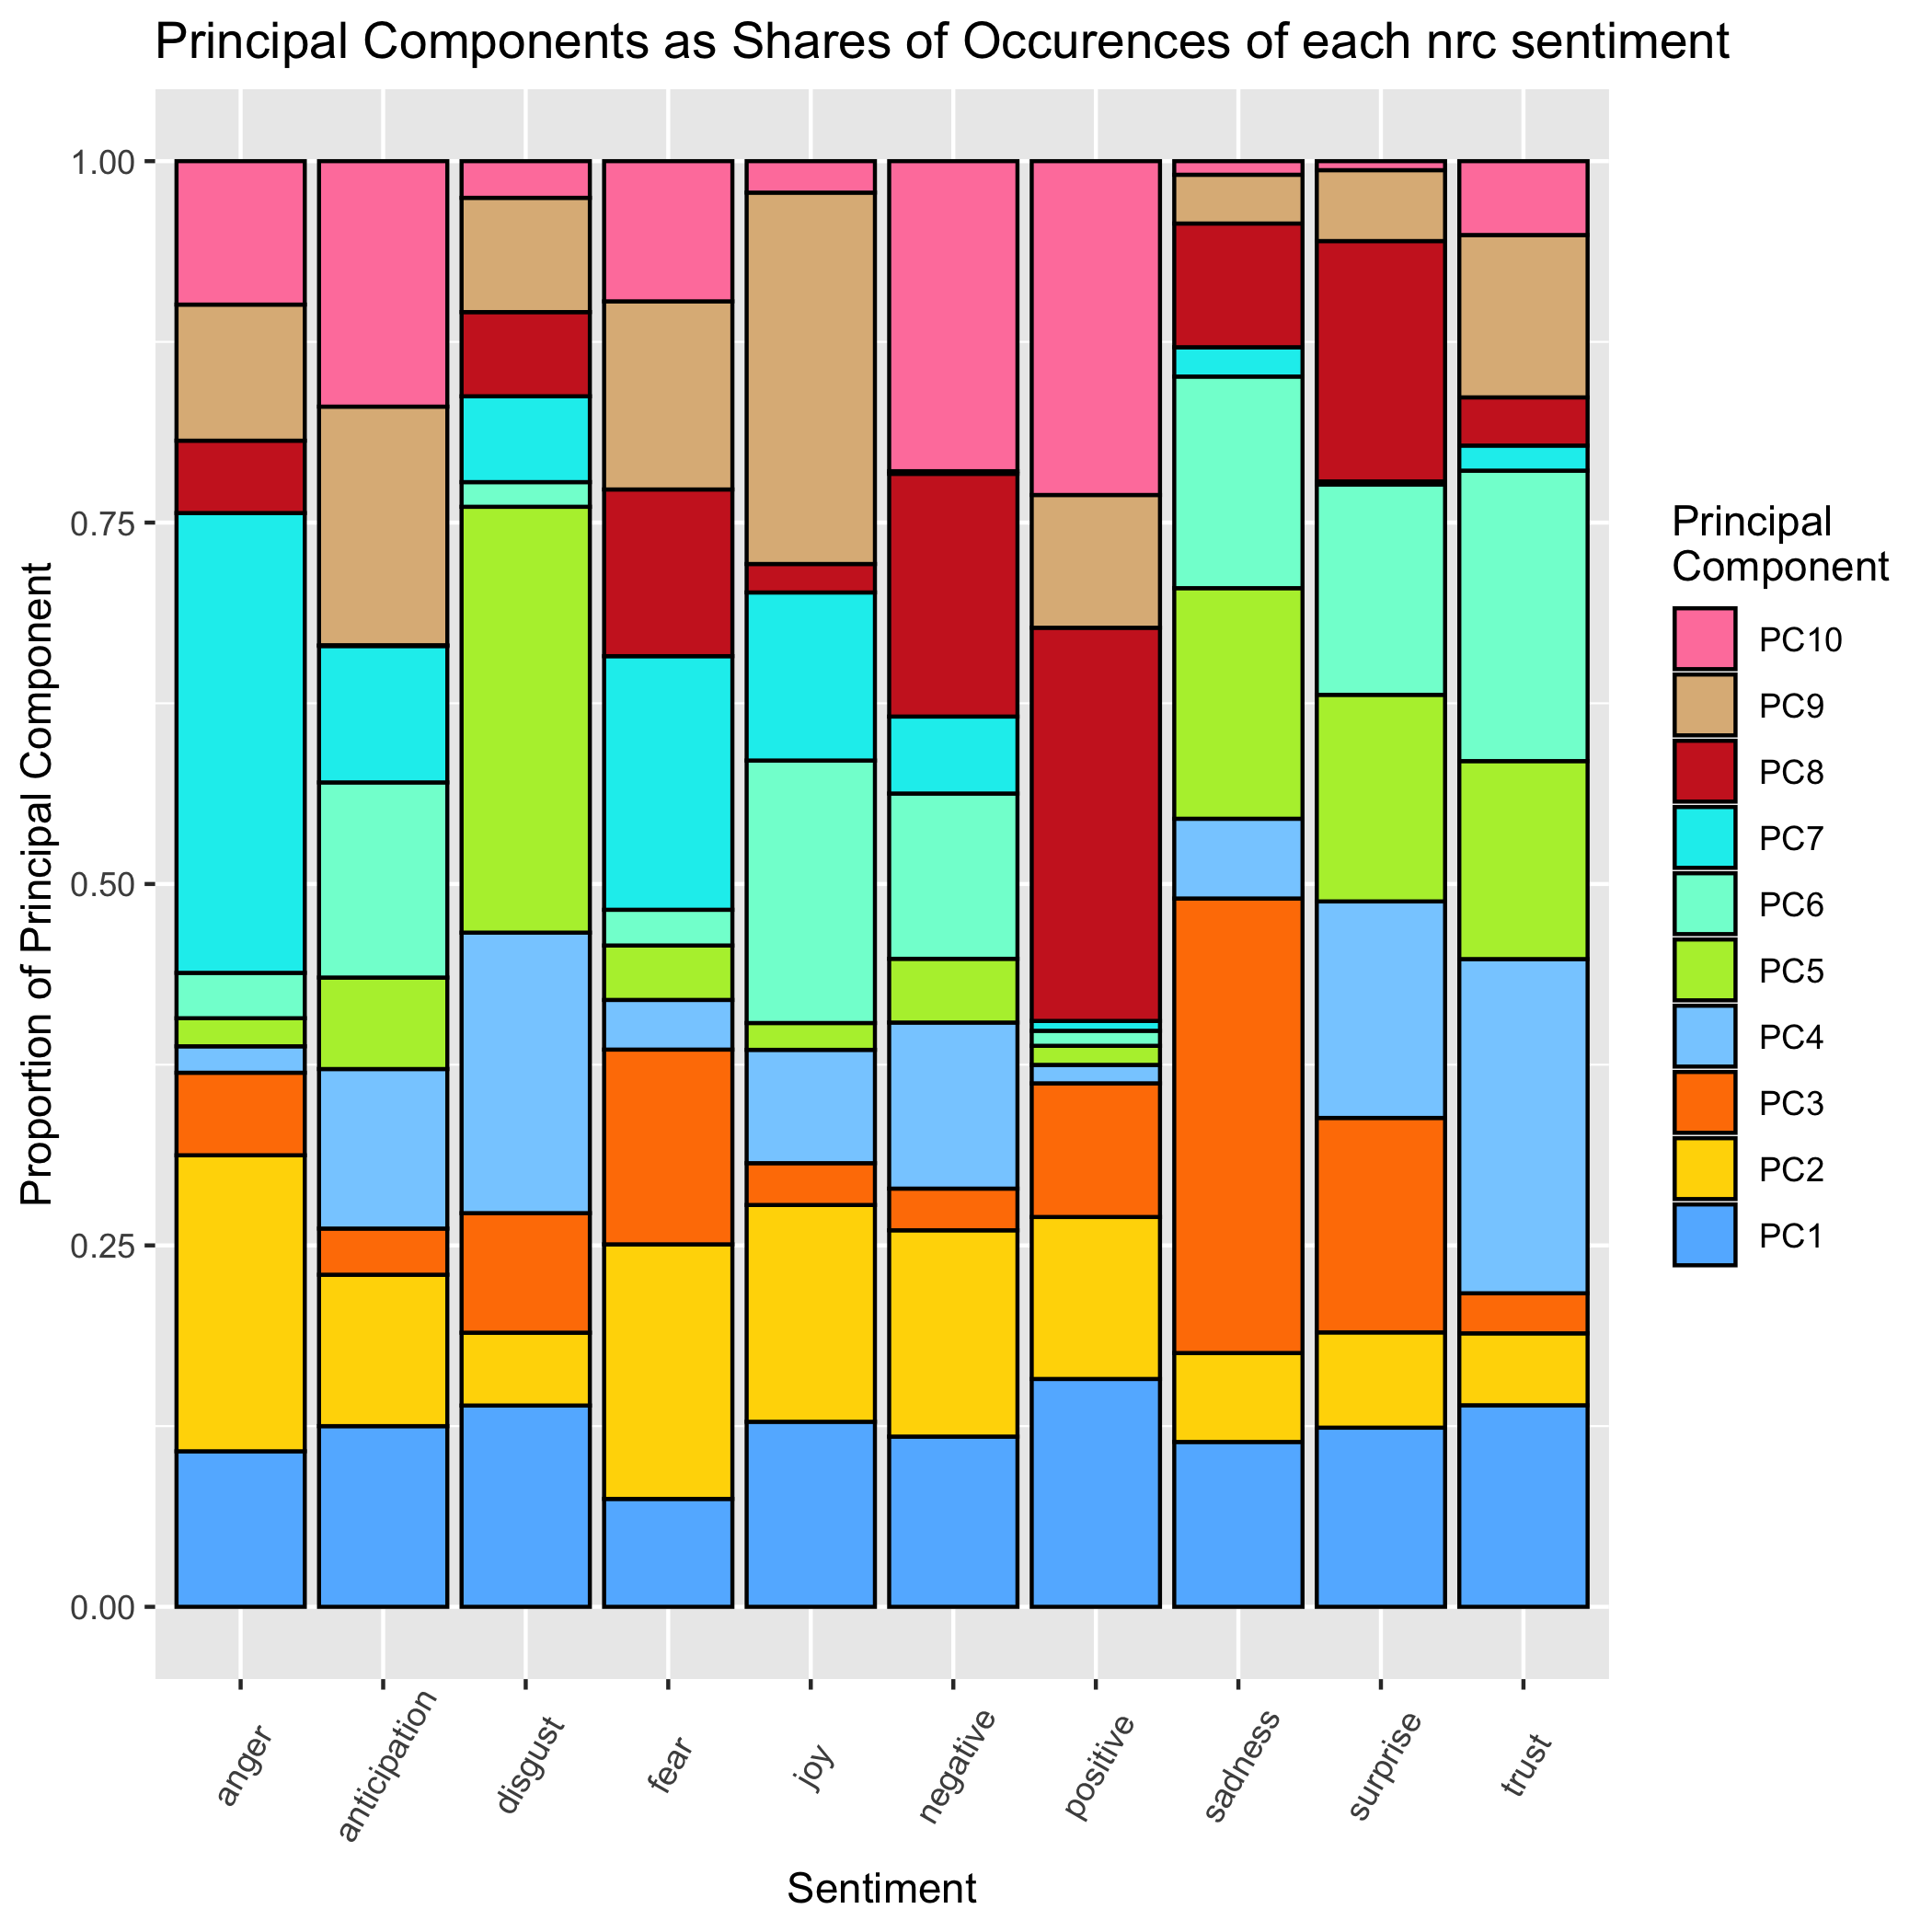 Principal Components as Shares of Occurences of each nrc sentiment
Proportion of Principal Component
1.00
0.75
0.50
0.25
0.00
anger
anticipation
disgust
fear
joy
negative
positive
sadness
surprise
trust
Sentiment
Principal
Component
PC10
PC9
PC8
PC7
PC6
PC5
PC4
PC3
PC2
PC1